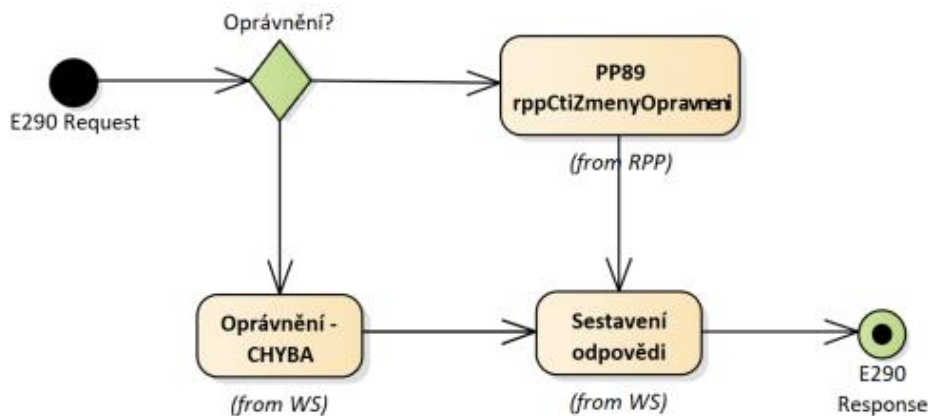 Oprávnění?
E290 Request
PP89
rppCtiZmenyOpravneni
(from RPP)
Oprávnění -
CHYBA
(from WS)
Sestavení
odpovědi
(from WS)
E290
Response